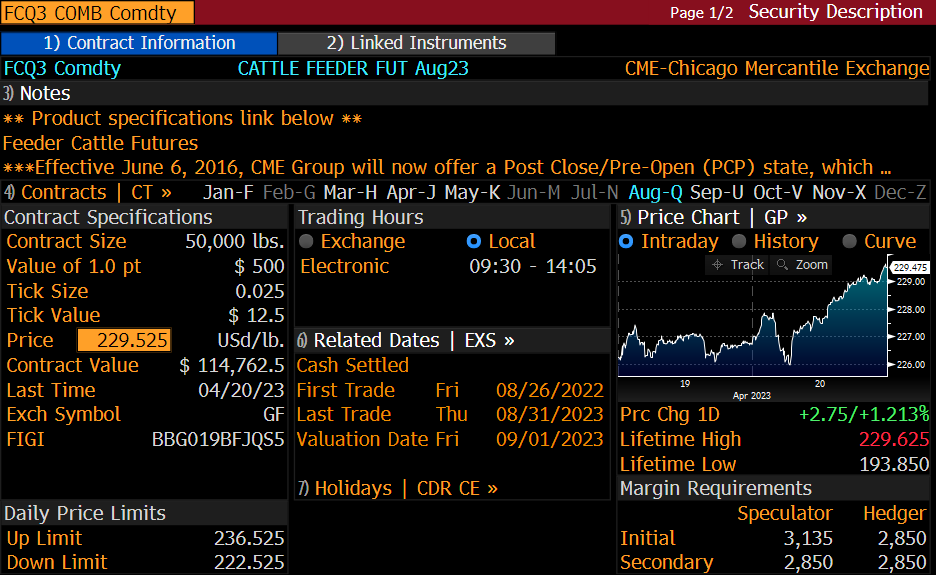 FCQ3 COMB Comdty Page 1/2 Security Description
1) Contract Information 2) Linked Instruments
FCQ3 Comdty CATTLE FEEDER FUT Aug23 CME-Chicago Mercantile Exchange
3) Notes
** Product specifications link below **
Feeder Cattle Futures
***Effective June 6, 2016, CME Group will now offer a Post Close/Pre-Open (PCP) state, which ...
4) Contracts | CT » Jan-F Feb-G Mar-H Apr-J May-K Jun-M Jul-N Aug-Q Sep-U Oct-V Nov-X Dec-Z
Contract Specifications
Contract Size 50,000 lbs.
Value of 1.0 pt $ 500
Tick Size 0.025
Tick Value $ 12.5
Price 229.525 USd/lb.
Contract Value $ 114,762.5
Last Time 04/20/23
Exch Symbol GF
FIGI BBG019BFJQS5
Daily Price Limits
Up Limit 236.525
Down Limit 222.525
Trading Hours
Exchange Local
Electronic 09:30 - 14:05
6) Related Dates | EXS »
Cash Settled
First Trade Fri 08/26/2022
Last Trade Thu 08/31/2023
Valuation Date Fri 09/01/2023
7) Holidays | CDR CE »
5) Price Chart | GP »
Intraday History Curve
Track Zoom
229.475
229.00
228.00
227.00
226.00
19 20
Apr 2023
Prc Chg 1D +2.75/+1.213%
Lifetime High 229.625
Lifetime Low 193.850
Margin Requirements
Speculator Hedger
Initial 3,135 2,850
Secondary 2,850 2,850